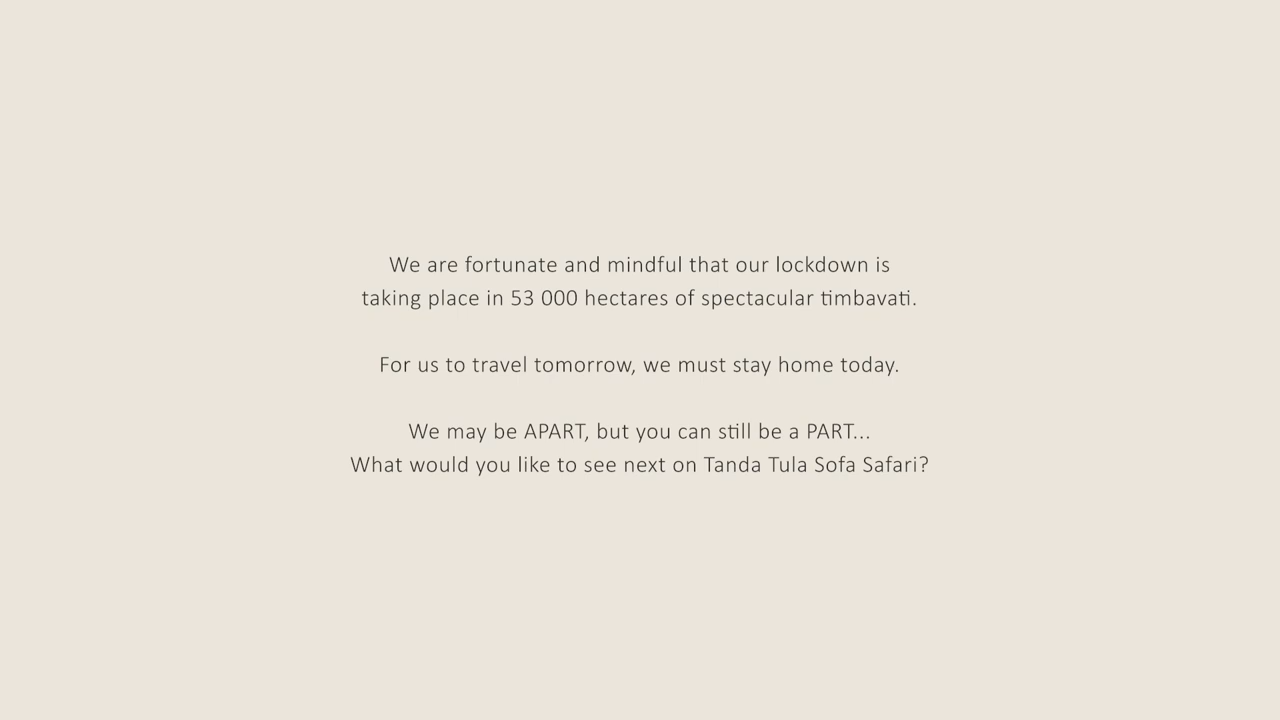 We are fortunate and mindful that our lockdown is
taking place in 53 000 hectares of spectacular timbavati.
For us to travel tomorrow, we must stay home today.
We may be APART, but you can still be a PART...
What would you like to see next on Tanda Tula Sofa Safari?